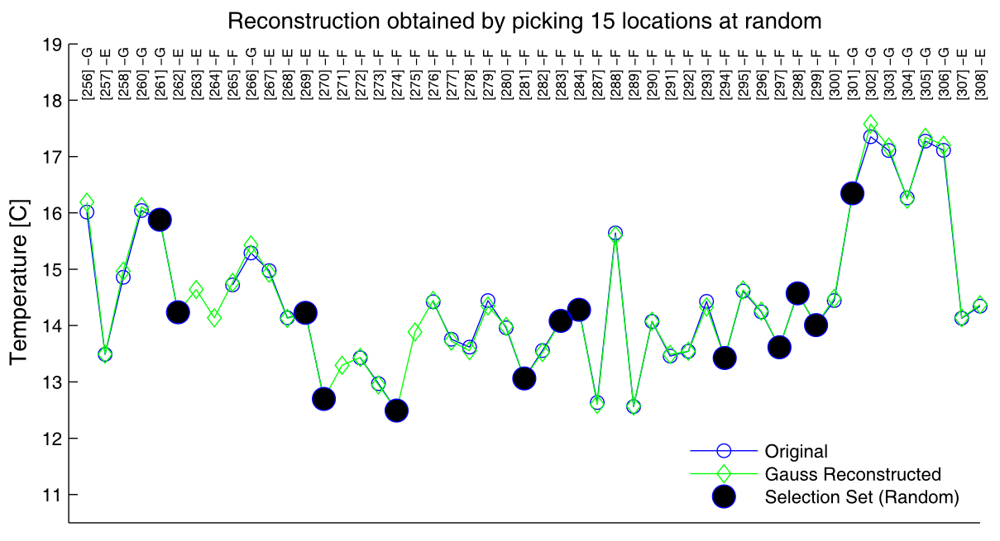 Reconstruction obtained by picking 15 locations at random
19
18
17
16
15
14
13
12
11
Temperature [C]
[256]−G
[257]−E
[258]−G
[260]−G
[261]−G
[262]−E
[263]−E
[264]−F
[265]−F
[266]−G
[267]−E
[268]−E
[269]−E
[270]−F
[271]−F
[272]−F
[273]−F
[274]−F
[275]−F
[276]−F
[277]−F
[278]−F
[279]−F
[280]−F
[281]−F
[282]−F
[283]−F
[284]−F
[287]−F
[288]−F
[289]−F
[290]−F
[291]−F
[292]−F
[293]−F
[294]−F
[295]−F
[296]−F
[297]−F
[298]−F
[299]−F
[300]−F
[301]−G
[302]−G
[303]−G
[304]−G
[305]−G
[306]−G
[307]−E
[308]−E
Original
Gauss Reconstructed
Selection Set (Random)